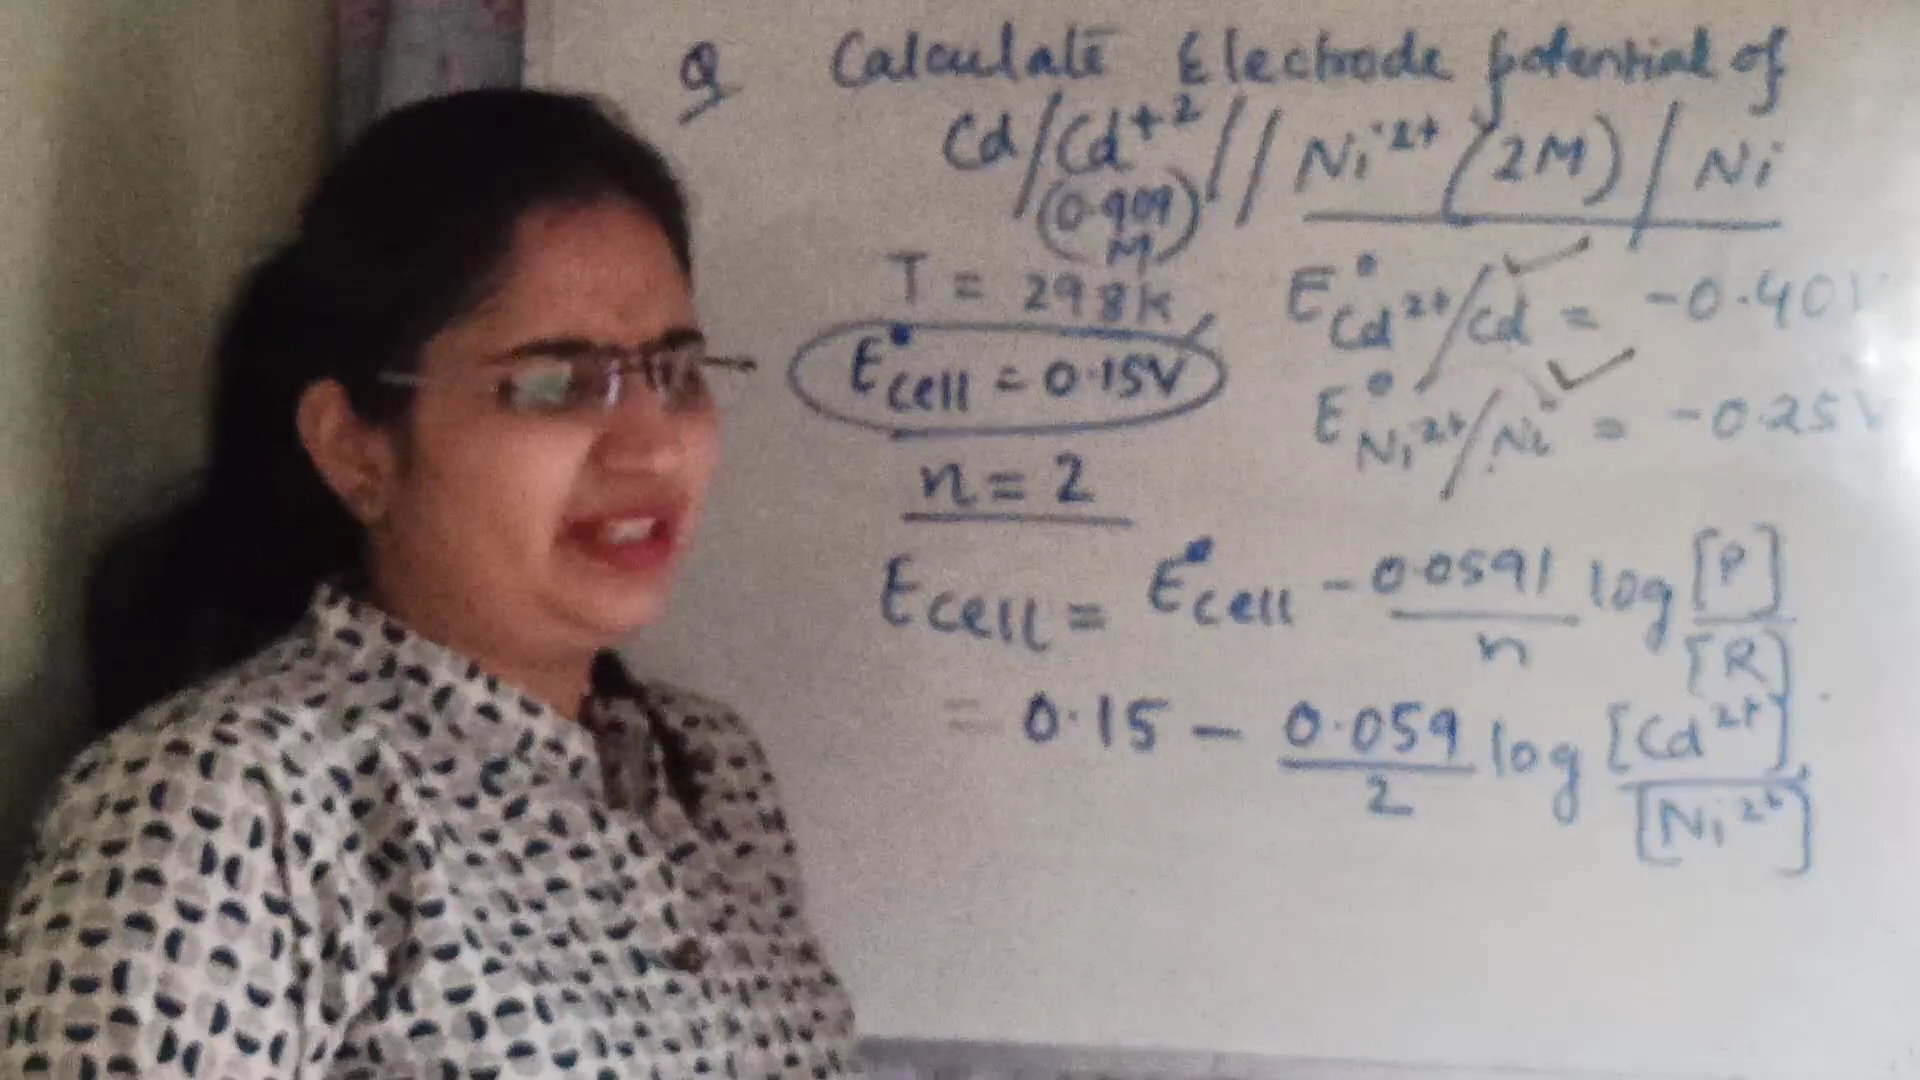 Q Calculate Electrode potential of
Cd/Cd+2//Ni2+(2M)/Ni
(0.909 M)
T = 298K
E°Cd2+/Cd = -0.40V
E°cell = 0.15V
E°Ni2+/Ni = -0.25V
n = 2
Ecell = E°cell - 0.0591/n log [P]/[R]
= 0.15 - 0.059/2 log [Cd2+]/[Ni2+]